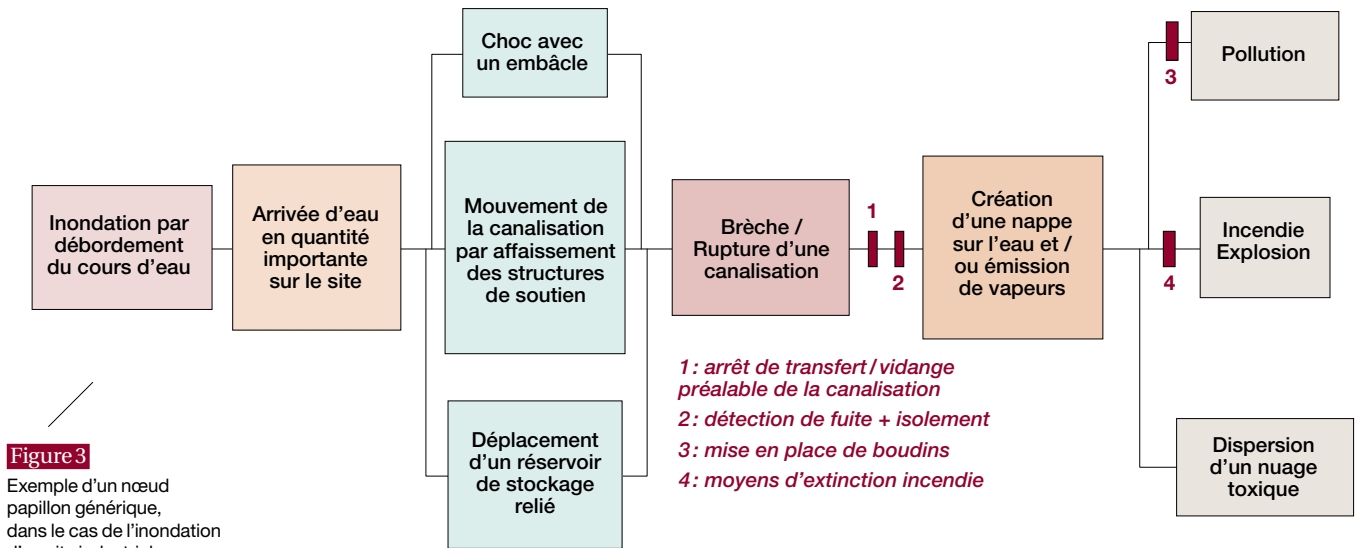 Inondation par
débordement
du cours d'eau
Arrivée d'eau
en quantité
importante
sur le site
Choc avec
un embâcle
Mouvement de
la canalisation
par affaissement
des structures
de soutien
Déplacement
d'un réservoir
de stockage
relié
Brèche /
Rupture d'une
canalisation
1
2
Création
d'une nappe
sur l'eau et /
ou émission
de vapeurs
3
Pollution
4
Incendie
Explosion
Dispersion
d'un nuage
toxique
1 : arrêt de transfert / vidange
préalable de la canalisation
2 : détection de fuite + isolement
3 : mise en place de boudins
4 : moyens d'extinction incendie
Figure 3
Exemple d'un nœud
papillon générique,
dans le cas de l'inondation